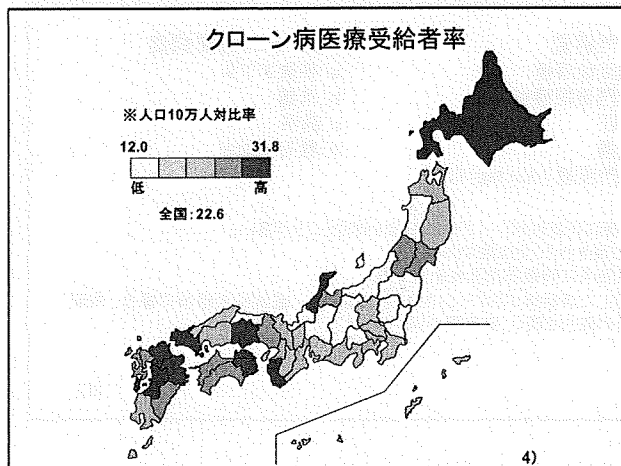 クローン病医療受給者率
※人口10万人対比率
12.0 31.8
低 高
全国:22.6
4)